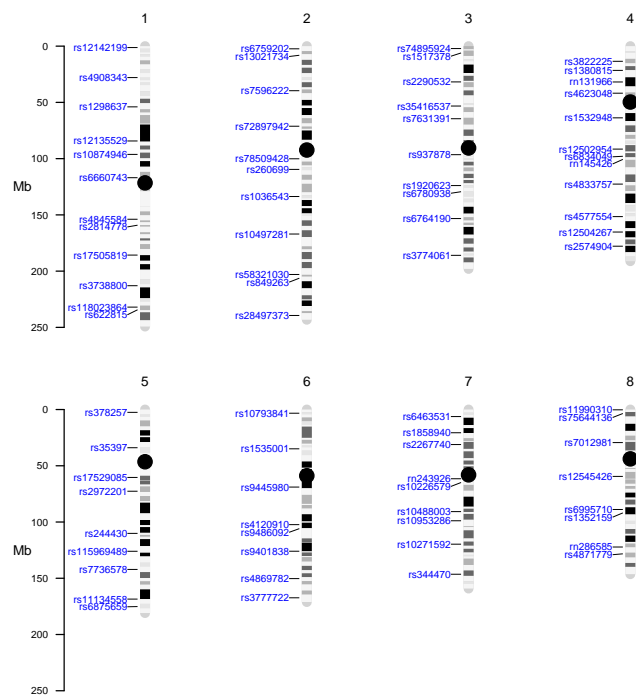 1
2
3
4
0
50
100
150
200
250
Mb
rs12142199
rs4908343
rs1298637
rs12135529
rs10874946
rs6660743
rs4845584
rs2814778
rs17505819
rs3738800
rs118023864
rs622815
rs6759202
rs13021734
rs7596222
rs72897942
rs78509428
rs260699
rs1036543
rs10497281
rs58321030
rs849263
rs28497373
rs74895924
rs1517378
rs2290532
rs35416537
rs7631391
rs937878
rs1920623
rs6780938
rs6764190
rs3774061
rs3822225
rs1380815
rn131966
rs4623048
rs1532948
rs12502954
rs6834049
rn145426
rs4833757
rs4577554
rs12504267
rs2574904
5
6
7
8
0
50
100
150
200
250
Mb
rs378257
rs35397
rs17529085
rs2972201
rs244430
rs115969489
rs7736578
rs11134558
rs6875659
rs10793841
rs1535001
rs9445980
rs4120910
rs9486092
rs9401838
rs4869782
rs3777722
rs6463531
rs1858940
rs2267740
rn243926
rs10226579
rs10488003
rs10953286
rs10271592
rs344470
rs11990310
rs75644136
rs7012981
rs12545426
rs6995710
rs1352159
rn286585
rs4871779